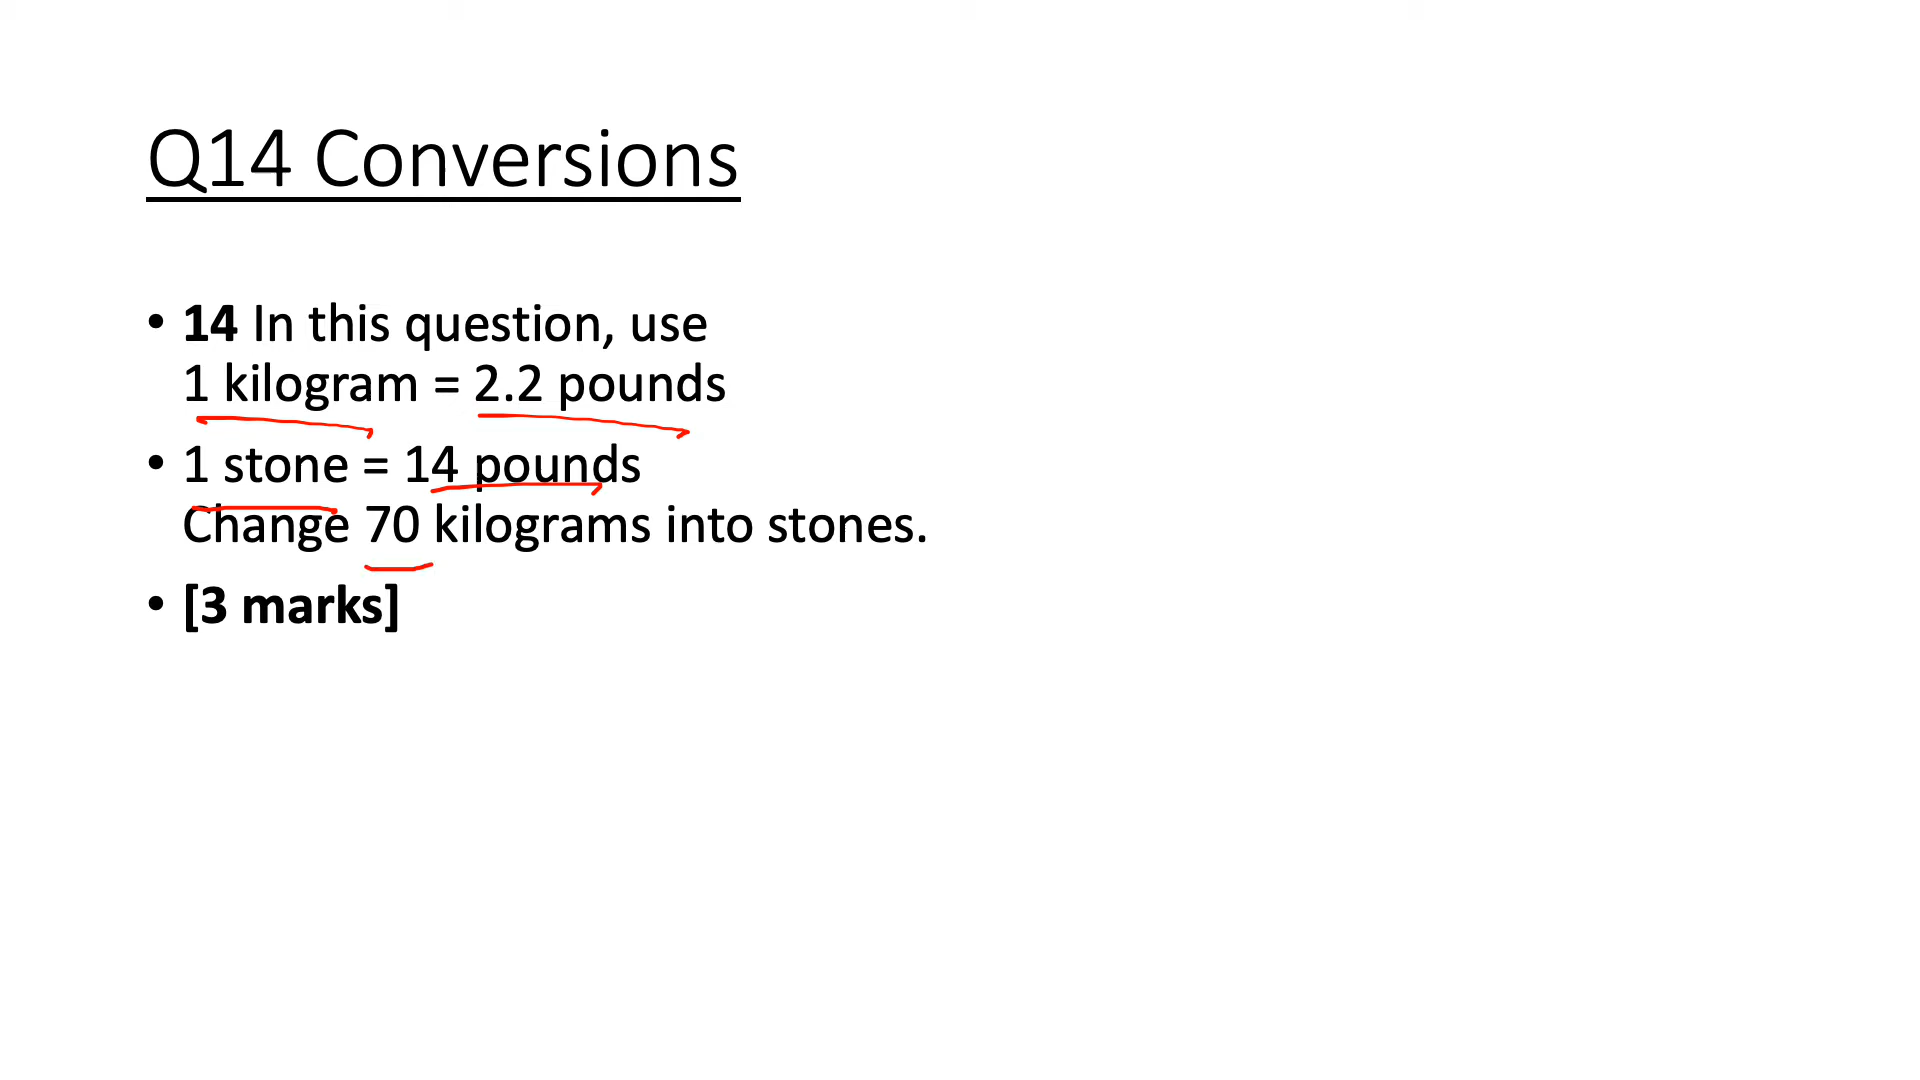 Q14 Conversions
• 14 In this question, use
1 kilogram = 2.2 pounds
• 1 stone = 14 pounds
Change 70 kilograms into stones.
• [3 marks]